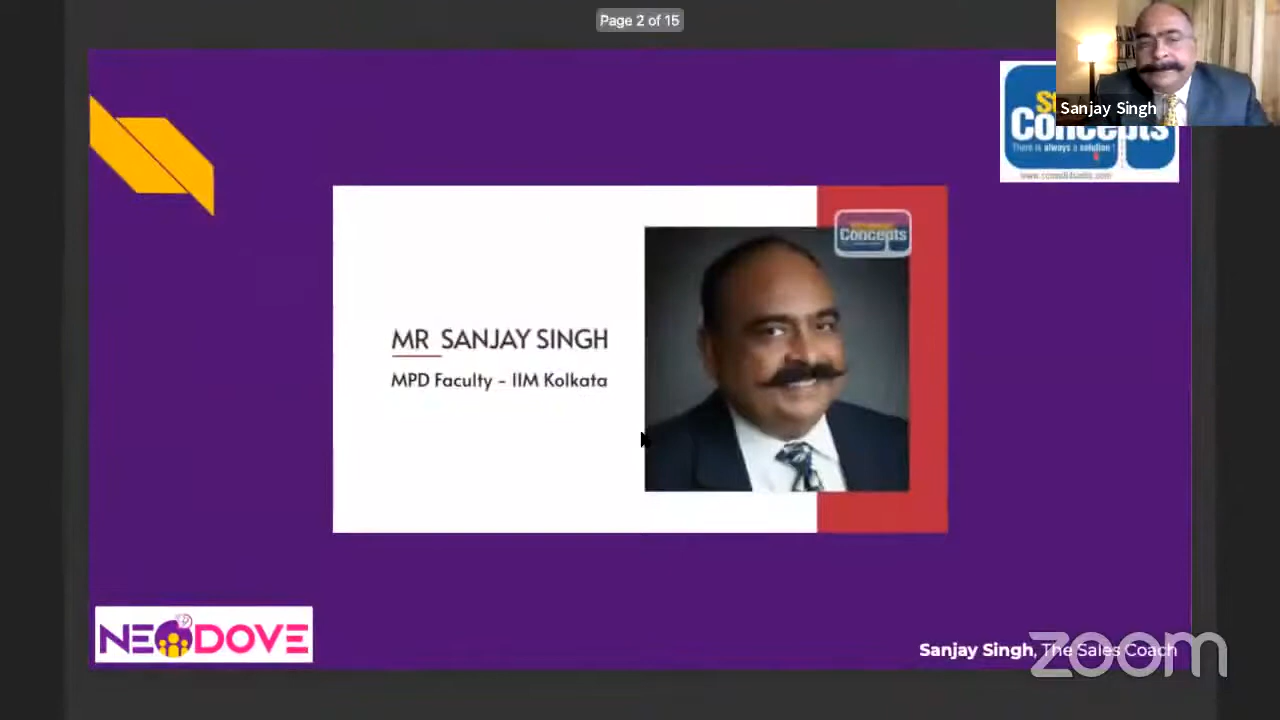 Page 2 of 15
Sanjay Singh
Concepts
There is always a solution !
Concepts
MR SANJAY SINGH
MPD Faculty - IIM Kolkata
NEODOVE
Sanjay Singh, The Sales Coach
zoom